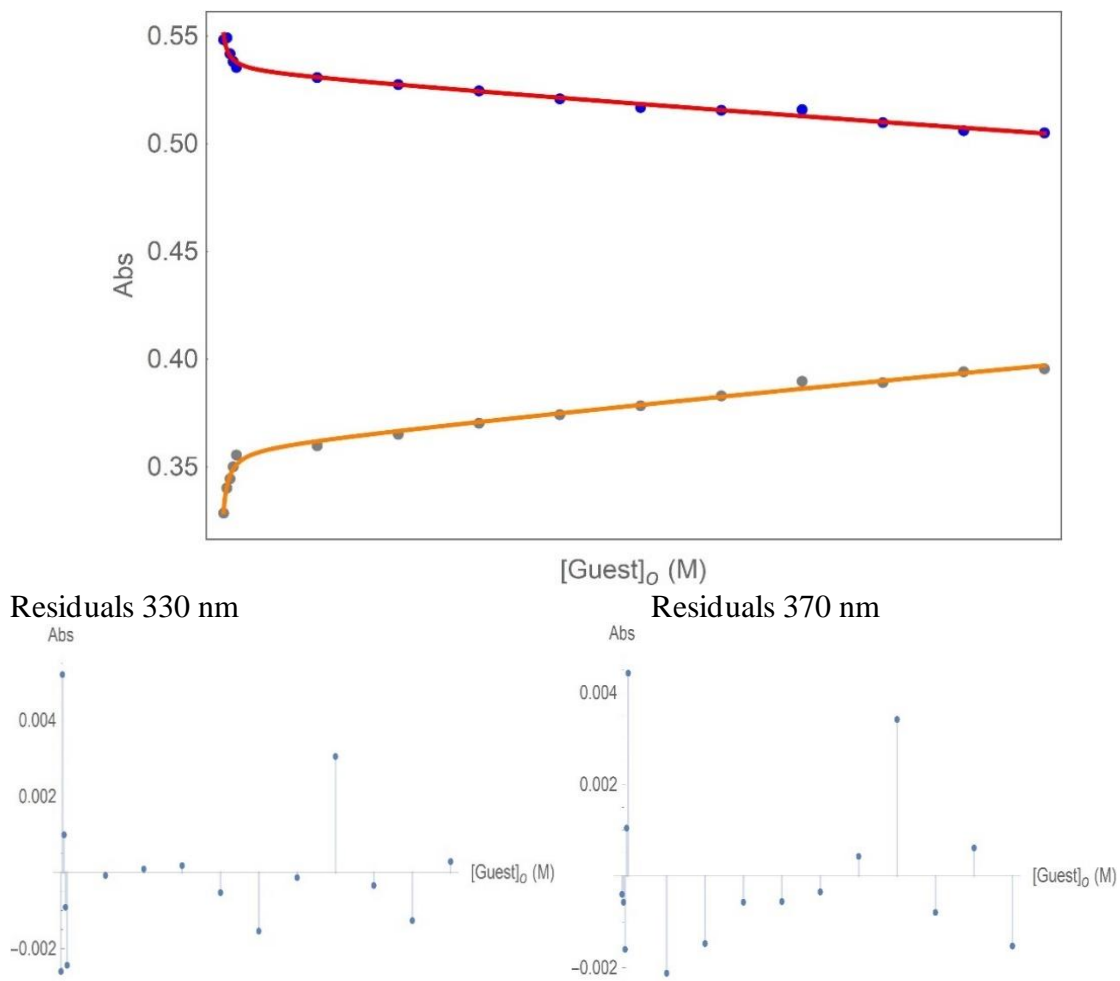 0.55
0.50
0.45
0.40
0.35
Abs
[Guest]o (M)
Residuals 330 nm
Residuals 370 nm
Abs
0.004
0.002
−0.002
[Guest]o (M)
Abs
0.004
0.002
−0.002
[Guest]o (M)